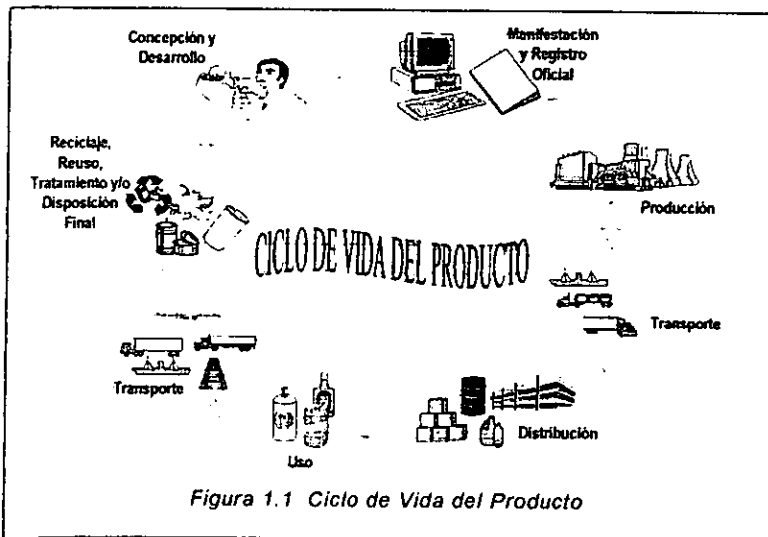 Concepción y
Desarrollo
Manifestación
y Registro
Oficial
Reciclaje,
Reuso,
Tratamiento y/o
Disposición
Final
Producción
CICLO DE VIDA DEL PRODUCTO
Transporte
Transporte
Distribución
Uso
Figura 1.1 Ciclo de Vida del Producto